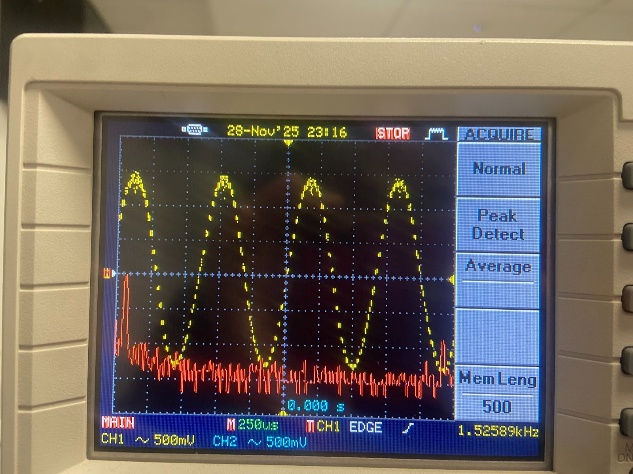 28-Nov'25 23:16 STOP ACQUIRE
Normal
Peak
Detect
Average
Mem Leng
500
0.000 s
MAIN M 250us T CH1 EDGE 1.52589kHz
CH1 ~ 500mV CH2 ~ 500mV